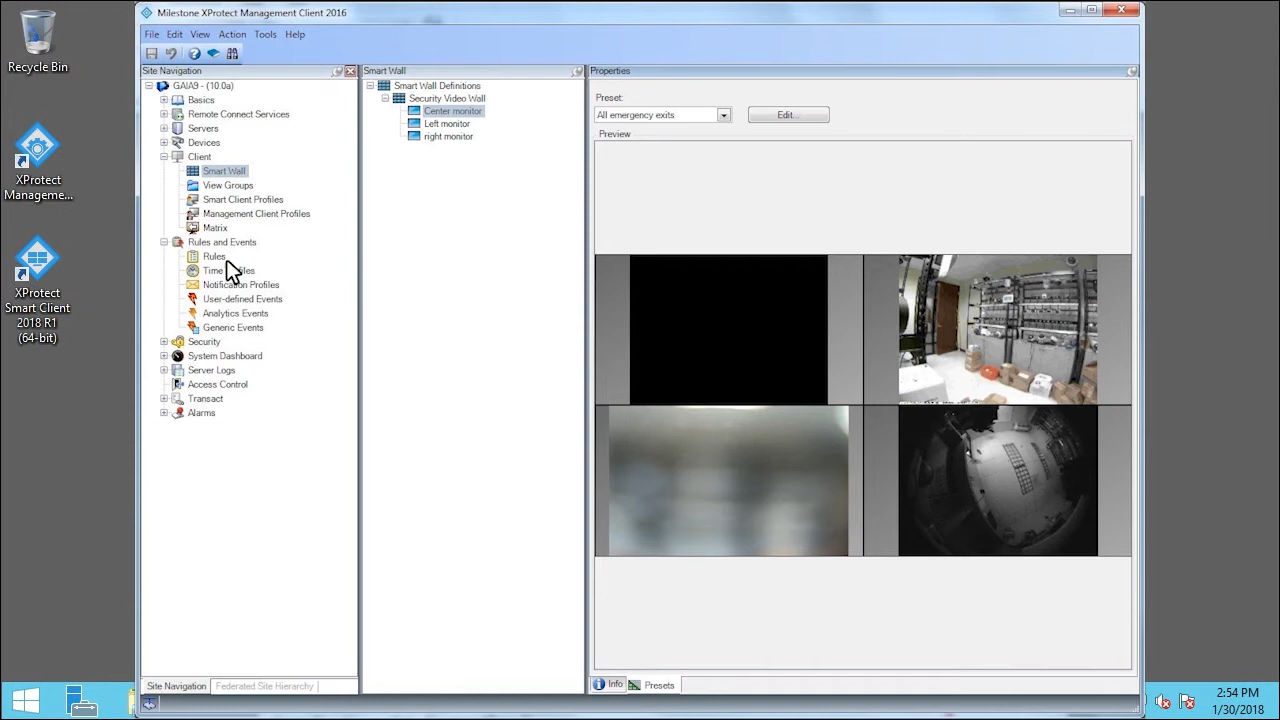 Recycle Bin
XProtect
Manageme...
XProtect
Smart Client
2018 R1
(64-bit)
Milestone XProtect Management Client 2016
File Edit View Action Tools Help
Site Navigation
GAIA9 - (10.0a)
Basics
Remote Connect Services
Servers
Devices
Client
Smart Wall
View Groups
Smart Client Profiles
Management Client Profiles
Matrix
Rules and Events
Rules
Notification Profiles
User-defined Events
Analytics Events
Generic Events
Security
System Dashboard
Server Logs
Access Control
Transact
Alarms
Site Navigation
Federated Site Hierarchy
Smart Wall
Smart Wall Definitions
Security Video Wall
Center monitor
Left monitor
right monitor
Properties
Preset:
All emergency exits
Edit...
Preview
Info
Presets
2:54 PM
1/30/2018